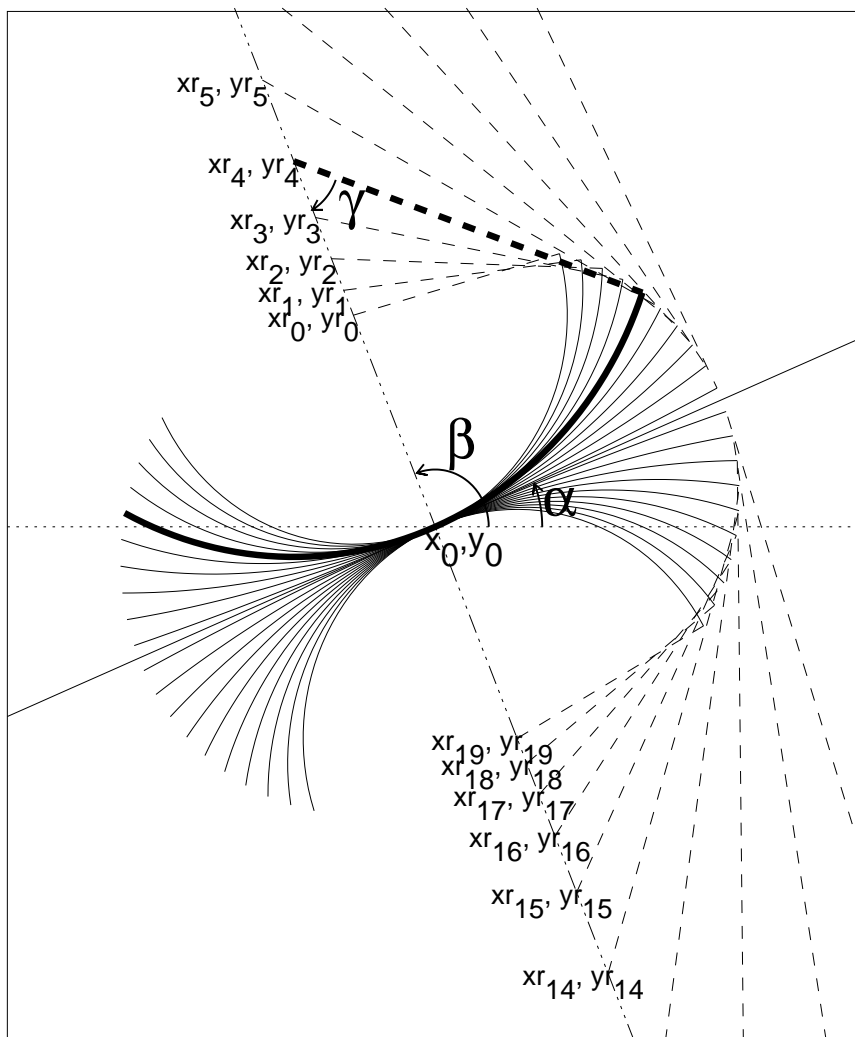 xr5, yr5
xr4, yr4
γ
xr3, yr3
xr2, yr2
xr1, yr1
xr0, yr0
β
α
x0,y0
xr19, yr19
xr18, yr18
xr17, yr17
xr16, yr16
xr15, yr15
xr14, yr14